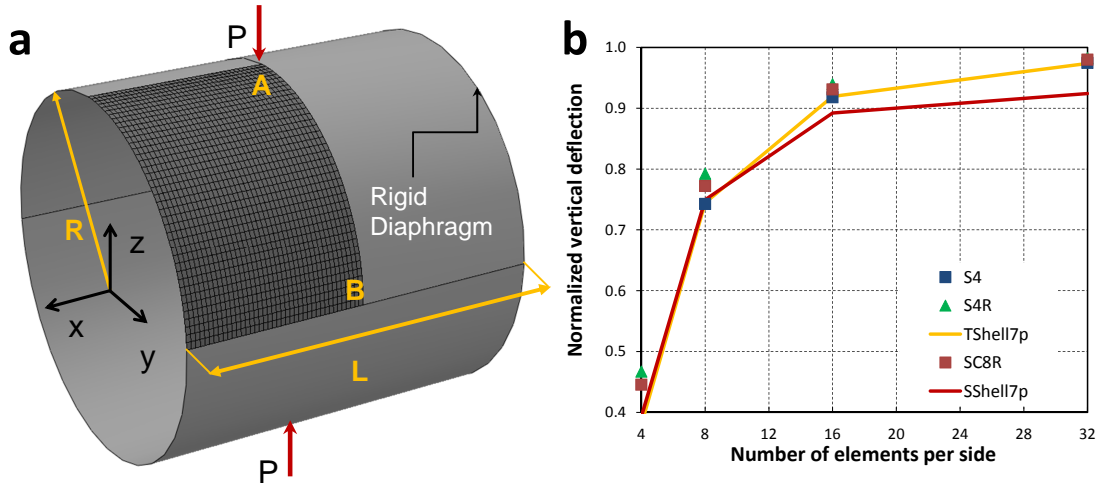 a
P
A
R
Rigid
Diaphragm
z
B
x
y
L
P
b
Normalized vertical deflection
1.0
0.9
0.8
0.7
0.6
0.5
0.4
S4
S4R
TShell7p
SC8R
SShell7p
4
8
12
16
20
24
28
32
Number of elements per side